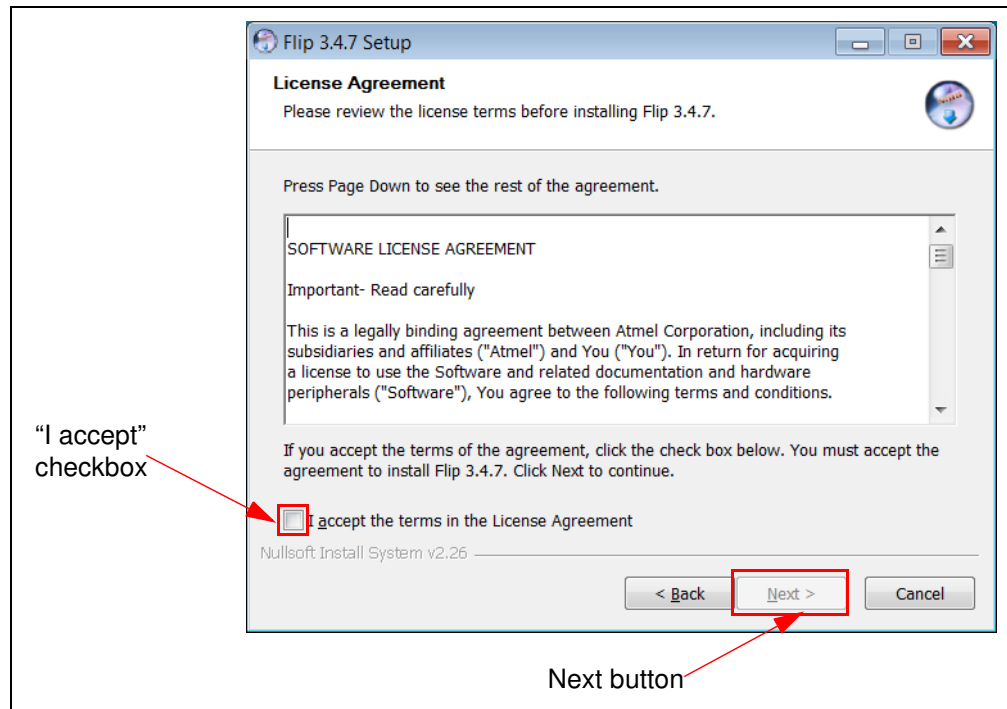 Flip 3.4.7 Setup
License Agreement
Please review the license terms before installing Flip 3.4.7.
Press Page Down to see the rest of the agreement.
SOFTWARE LICENSE AGREEMENT
Important- Read carefully
This is a legally binding agreement between Atmel Corporation, including its
subsidiaries and affiliates ("Atmel") and You ("You"). In return for acquiring
a license to use the Software and related documentation and hardware
peripherals ("Software"), You agree to the following terms and conditions.
If you accept the terms of the agreement, click the check box below. You must accept the
agreement to install Flip 3.4.7. Click Next to continue.
“I accept”
checkbox
I accept the terms in the License Agreement
Nullsoft Install System v2.26
< Back
Next >
Cancel
Next button